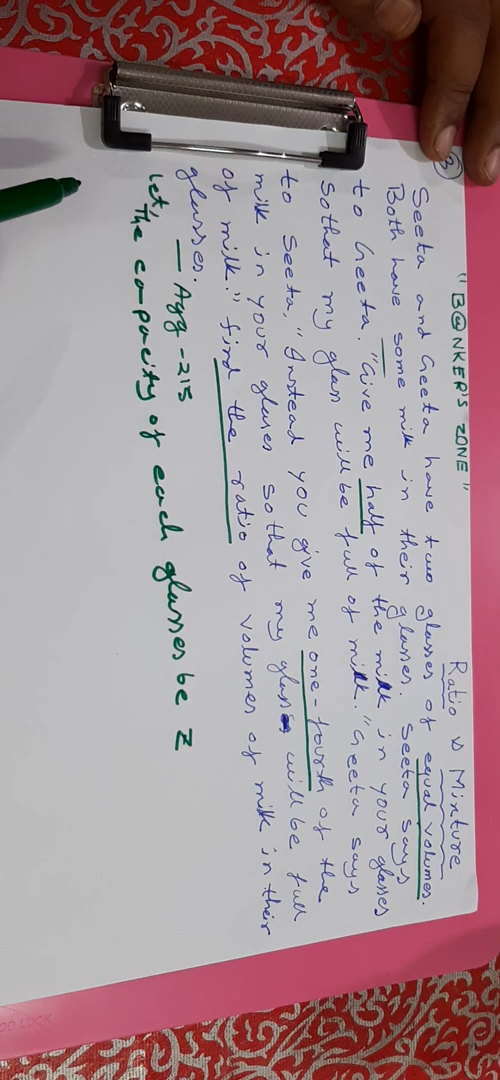 "B@NKER'S ZONE"
Ratio & Mixture
③ Seeta and Geeta have two glasses of equal volumes.
Both have some milk in their glasses. Seeta says
to Geeta. "Give me half of the milk in your glasses
so that my glass will be full of milk." Geeta says
to Seeta, "Instead you give me one-fourth of the
milk in your glasses so that my glass will be full
of milk." find the ratio of volumes of milk in their
glasses.
— Agg - 215
Let, The capacity of each glasses be z